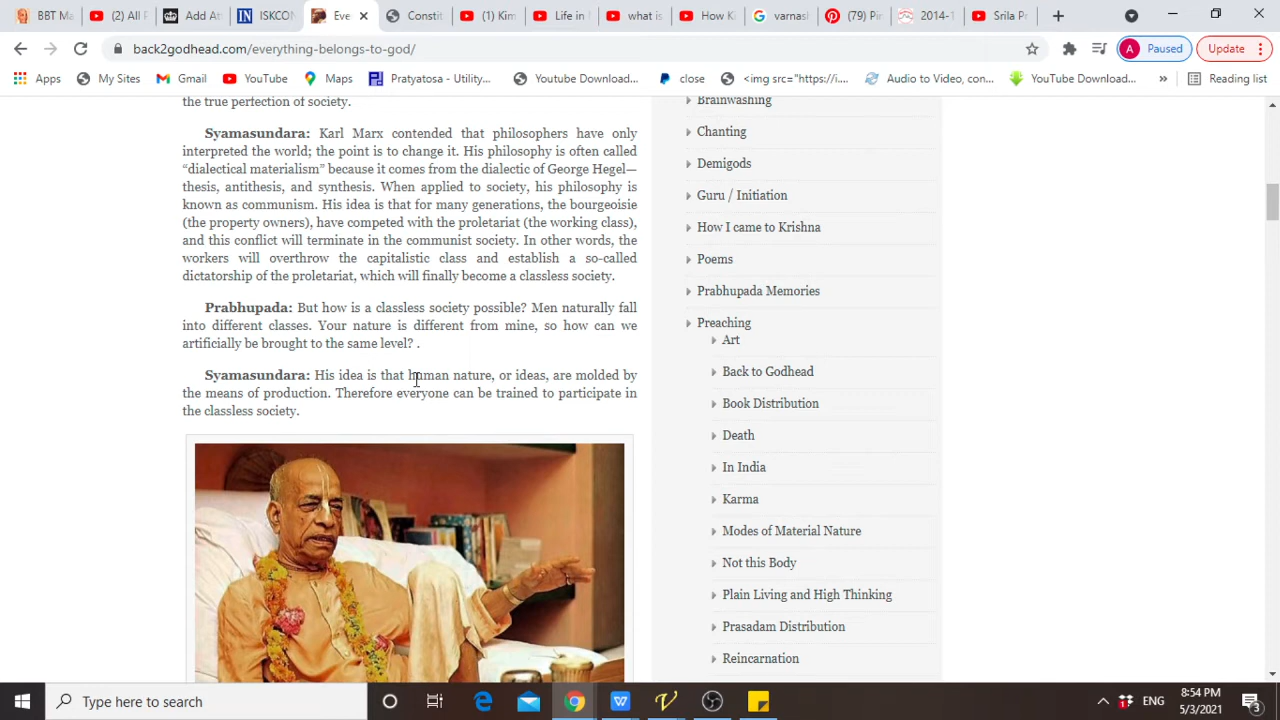 BBT Ma
(2) All P
Add At
ISKCON
Eve
Constit
(1) Kim
Life in
what is
How Ki
varnash
(79) Pi
2014-1
Srila Pr
back2godhead.com/everything-belongs-to-god/
A Paused
Update
Apps
My Sites
Gmail
YouTube
Maps
Pratyatosa - Utility...
Youtube Download...
close
<img src="https://i....
Audio to Video, con...
YouTube Download...
»
Reading list
the true perfection of society.
Syamasundara: Karl Marx contended that philosophers have only
interpreted the world; the point is to change it. His philosophy is often called
“dialectical materialism” because it comes from the dialectic of George Hegel—
thesis, antithesis, and synthesis. When applied to society, his philosophy is
known as communism. His idea is that for many generations, the bourgeoisie
(the property owners), have competed with the proletariat (the working class),
and this conflict will terminate in the communist society. In other words, the
workers will overthrow the capitalistic class and establish a so-called
dictatorship of the proletariat, which will finally become a classless society.
Prabhupada: But how is a classless society possible? Men naturally fall
into different classes. Your nature is different from mine, so how can we
artificially be brought to the same level? .
Syamasundara: His idea is that human nature, or ideas, are molded by
the means of production. Therefore everyone can be trained to participate in
the classless society.
Brainwashing
Chanting
Demigods
Guru / Initiation
How I came to Krishna
Poems
Prabhupada Memories
Preaching
Art
Back to Godhead
Book Distribution
Death
In India
Karma
Modes of Material Nature
Not this Body
Plain Living and High Thinking
Prasadam Distribution
Reincarnation
Type here to search
ENG
8:54 PM
5/3/2021
3